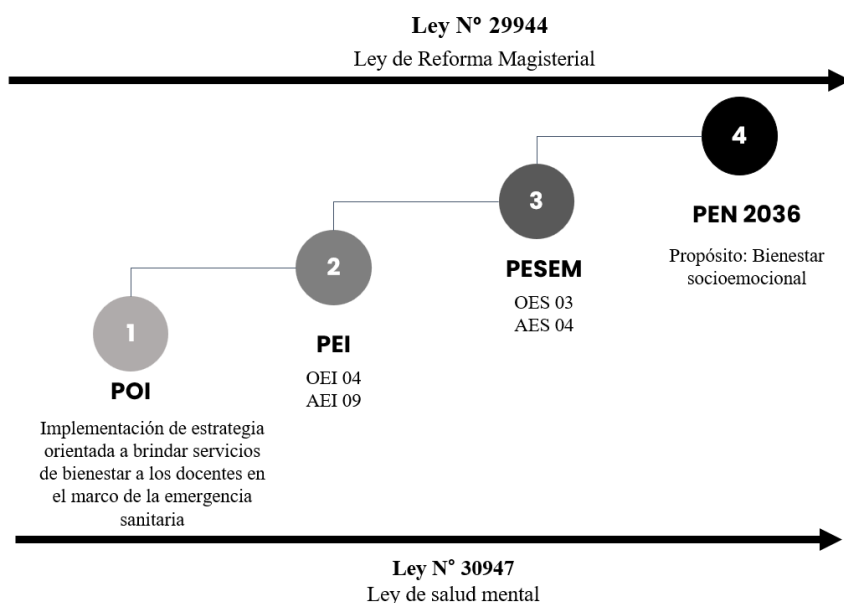 Ley N° 29944
Ley de Reforma Magisterial
4
PEN 2036
Propósito: Bienestar
socioemocional
3
PESEM
OES 03
AES 04
2
PEI
OEI 04
AEI 09
1
POI
Implementación de estrategia
orientada a brindar servicios
de bienestar a los docentes en
el marco de la emergencia
sanitaria
Ley N° 30947
Ley de salud mental